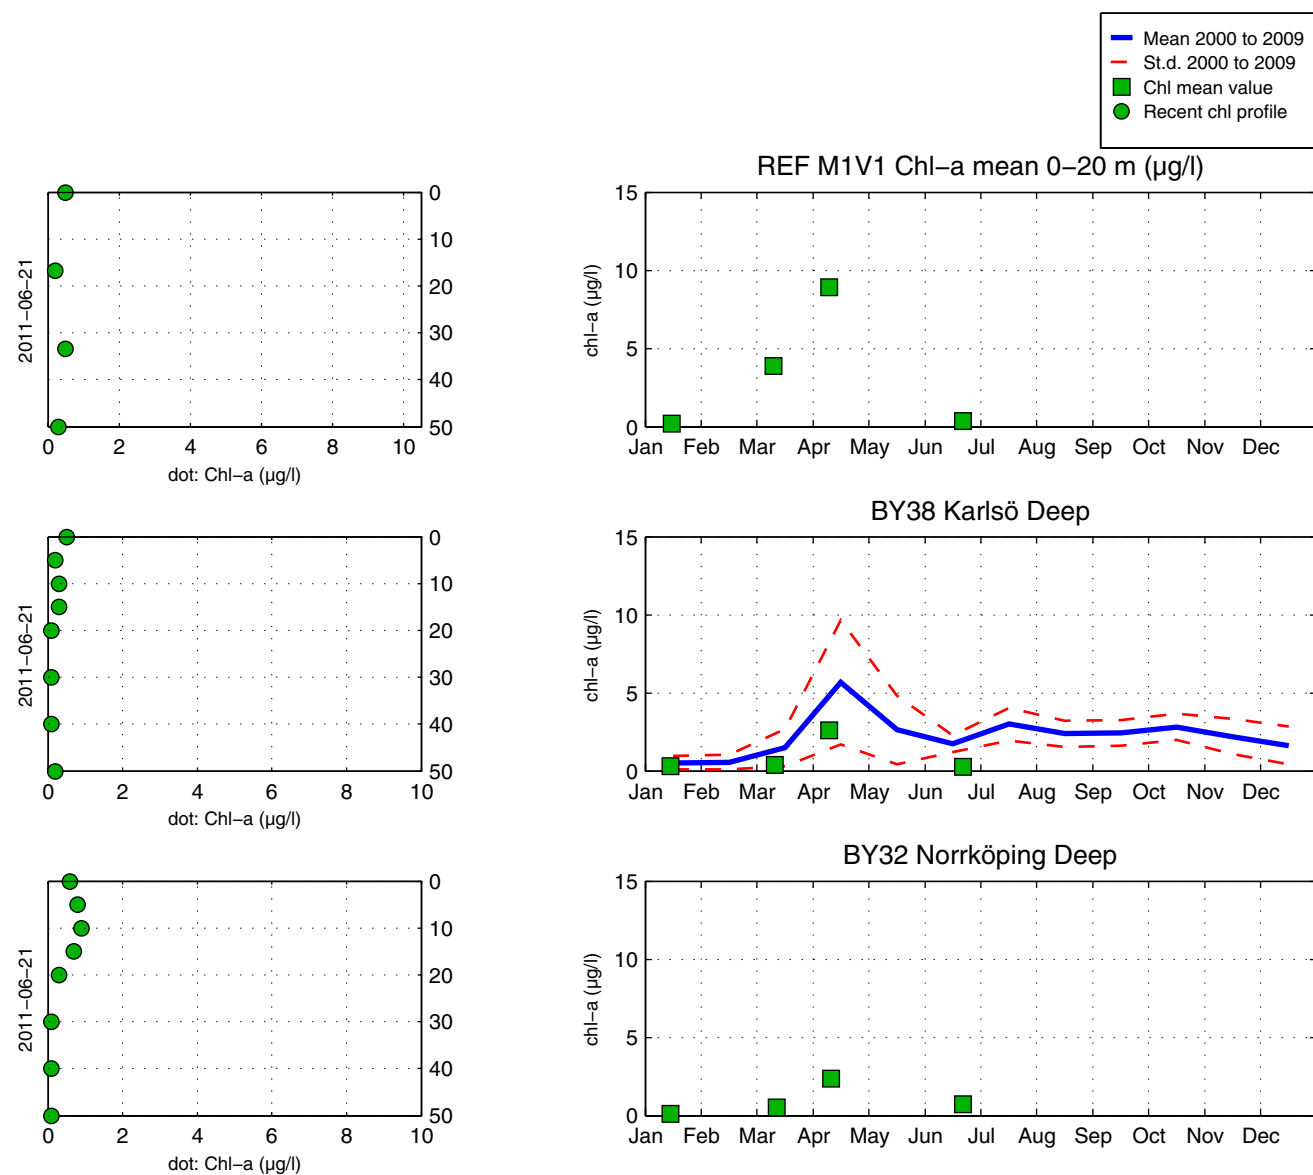 Mean 2000 to 2009
St.d. 2000 to 2009
Chl mean value
Recent chl profile
2011−06−21
0
10
20
30
40
50
0 2 4 6 8 10
dot: Chl−a (µg/l)
REF M1V1 Chl−a mean 0−20 m (µg/l)
chl−a (µg/l)
15
10
5
0
Jan Feb Mar Apr May Jun Jul Aug Sep Oct Nov Dec
2011−06−21
0
10
20
30
40
50
0 2 4 6 8 10
dot: Chl−a (µg/l)
BY38 Karlsö Deep
chl−a (µg/l)
15
10
5
0
Jan Feb Mar Apr May Jun Jul Aug Sep Oct Nov Dec
2011−06−21
0
10
20
30
40
50
0 2 4 6 8 10
dot: Chl−a (µg/l)
BY32 Norrköping Deep
chl−a (µg/l)
15
10
5
0
Jan Feb Mar Apr May Jun Jul Aug Sep Oct Nov Dec